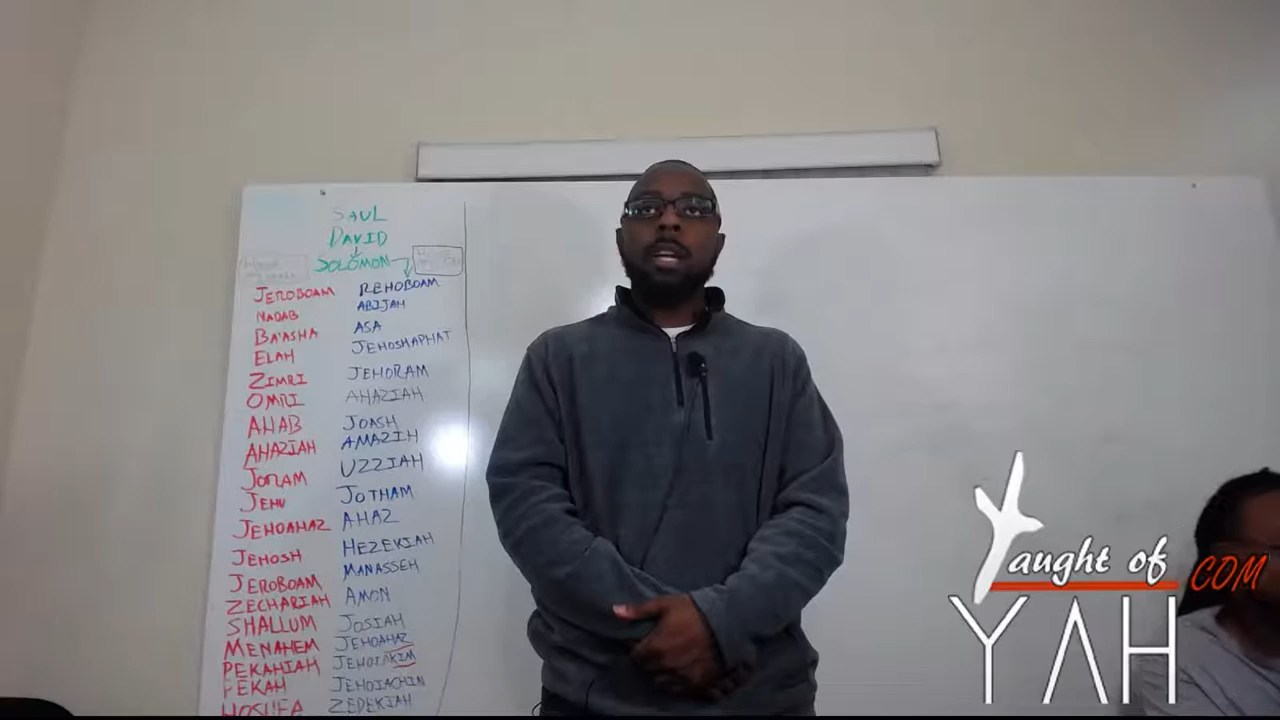 SAUL
DAVID
SOLOMON
JEROBOAM
NADAB
BA'ASHA
ELAH
ZIMRI
OMRI
AHAB
AHAZIAH
JORAM
JEHU
JEHOAHAZ
JEHOSH
JEROBOAM
ZECHARIAH
SHALLUM
MENAHEM
PEKAHIAH
PEKAH
HOSHEA
REHOBOAM
ABIJAH
ASA
JEHOSHAPHAT
JEHORAM
AHAZIAH
JOASH
AMAZIH
UZZIAH
JOTHAM
AHAZ
HEZEKIAH
MANASSEH
AMON
JOSIAH
JEHOAHAZ
JEHOIAKIM
JEHOIACHIN
ZEDEKIAH
Taught of
YAH
.COM